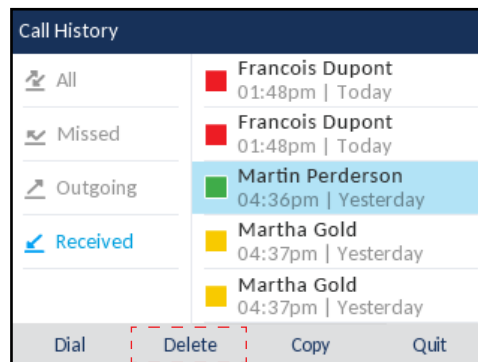 Call History
All
Missed
Outgoing
Received
Francois Dupont
01:48pm | Today
Francois Dupont
01:48pm | Today
Martin Perderson
04:36pm | Yesterday
Martha Gold
04:37pm | Yesterday
Martha Gold
04:37pm | Yesterday
Dial Delete Copy Quit